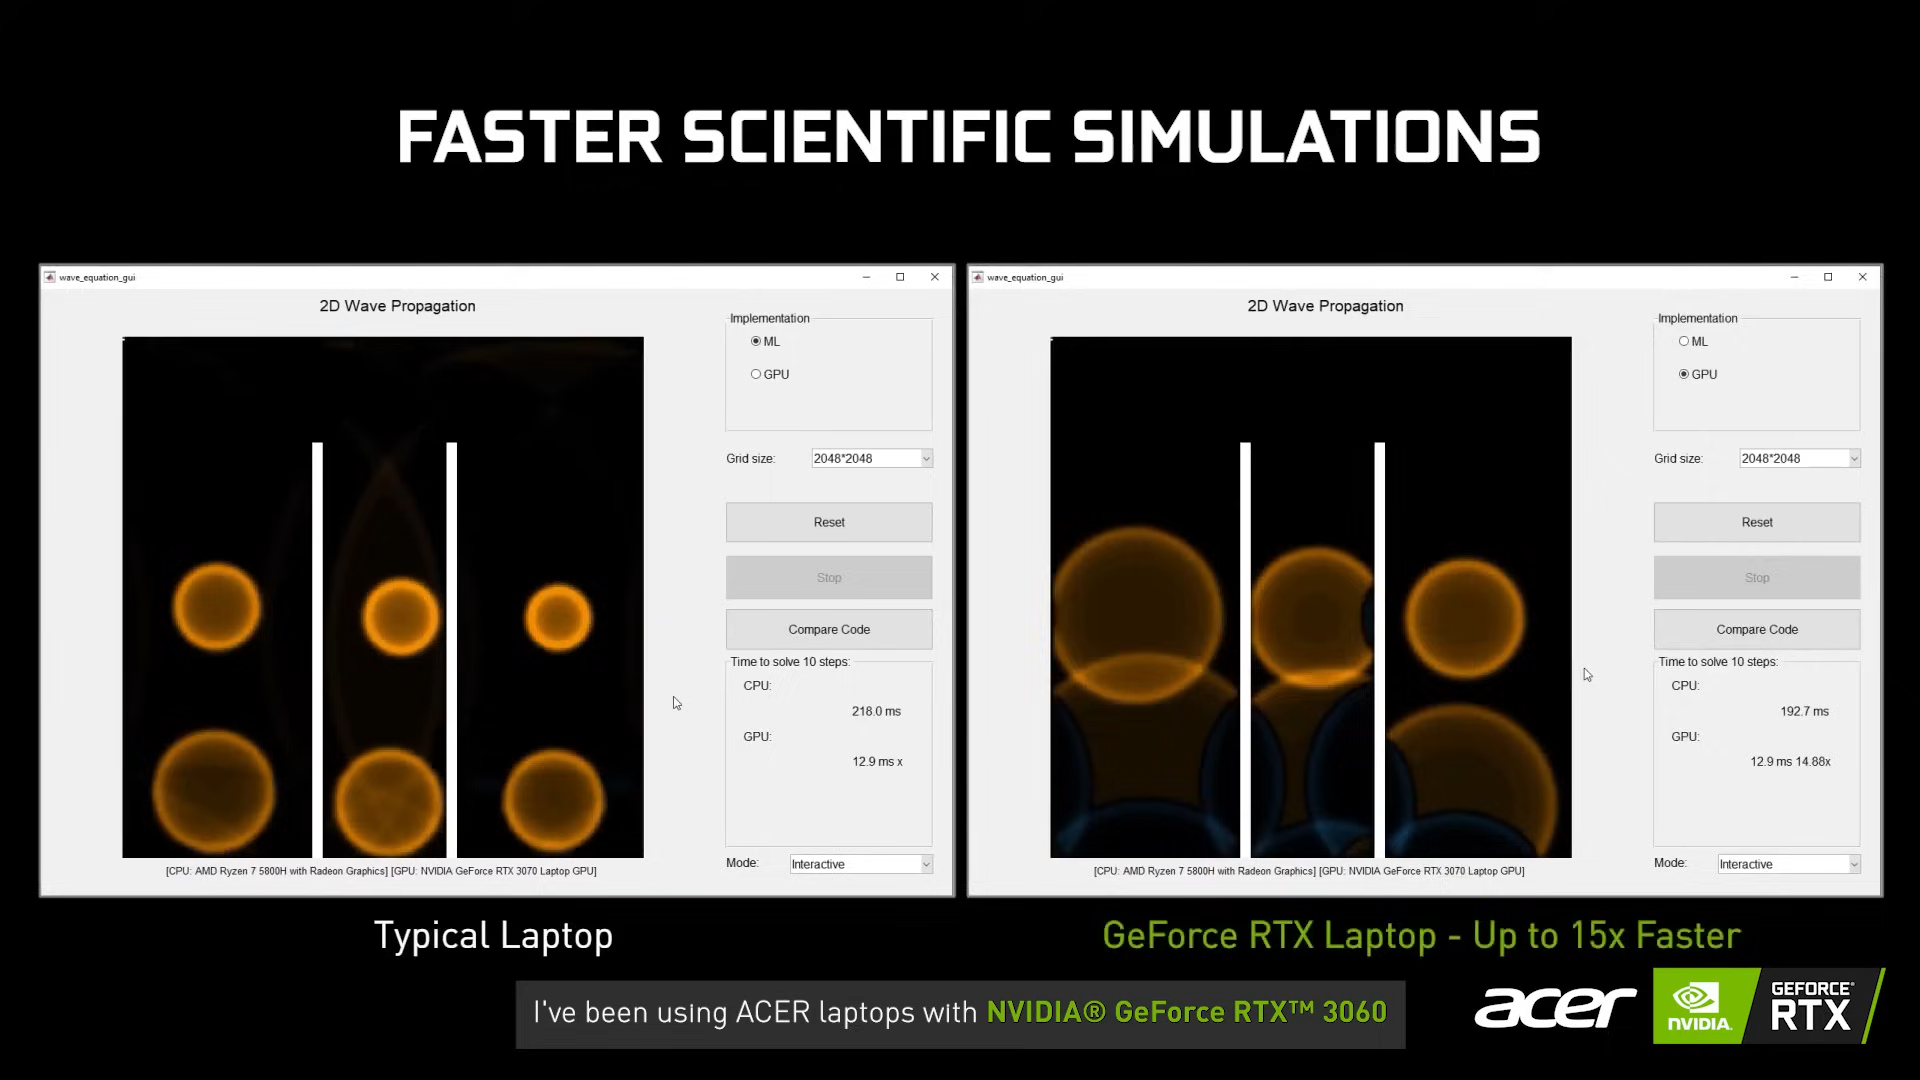 FASTER SCIENTIFIC SIMULATIONS
wave_equation_gui
2D Wave Propagation
Implementation
ML
GPU
Grid size: 2048*2048
Reset
Stop
Compare Code
Time to solve 10 steps:
CPU:
218.0 ms
GPU:
12.9 ms x
Mode: Interactive
[CPU: AMD Ryzen 7 5800H with Radeon Graphics] [GPU: NVIDIA GeForce RTX 3070 Laptop GPU]
Typical Laptop
wave_equation_gui
2D Wave Propagation
Implementation
ML
GPU
Grid size: 2048*2048
Reset
Stop
Compare Code
Time to solve 10 steps:
CPU:
192.7 ms
GPU:
12.9 ms 14.88x
Mode: Interactive
[CPU: AMD Ryzen 7 5800H with Radeon Graphics] [GPU: NVIDIA GeForce RTX 3070 Laptop GPU]
GeForce RTX Laptop - Up to 15x Faster
I've been using ACER laptops with NVIDIA® GeForce RTX™ 3060
acer
NVIDIA.
GEFORCE®
RTX™